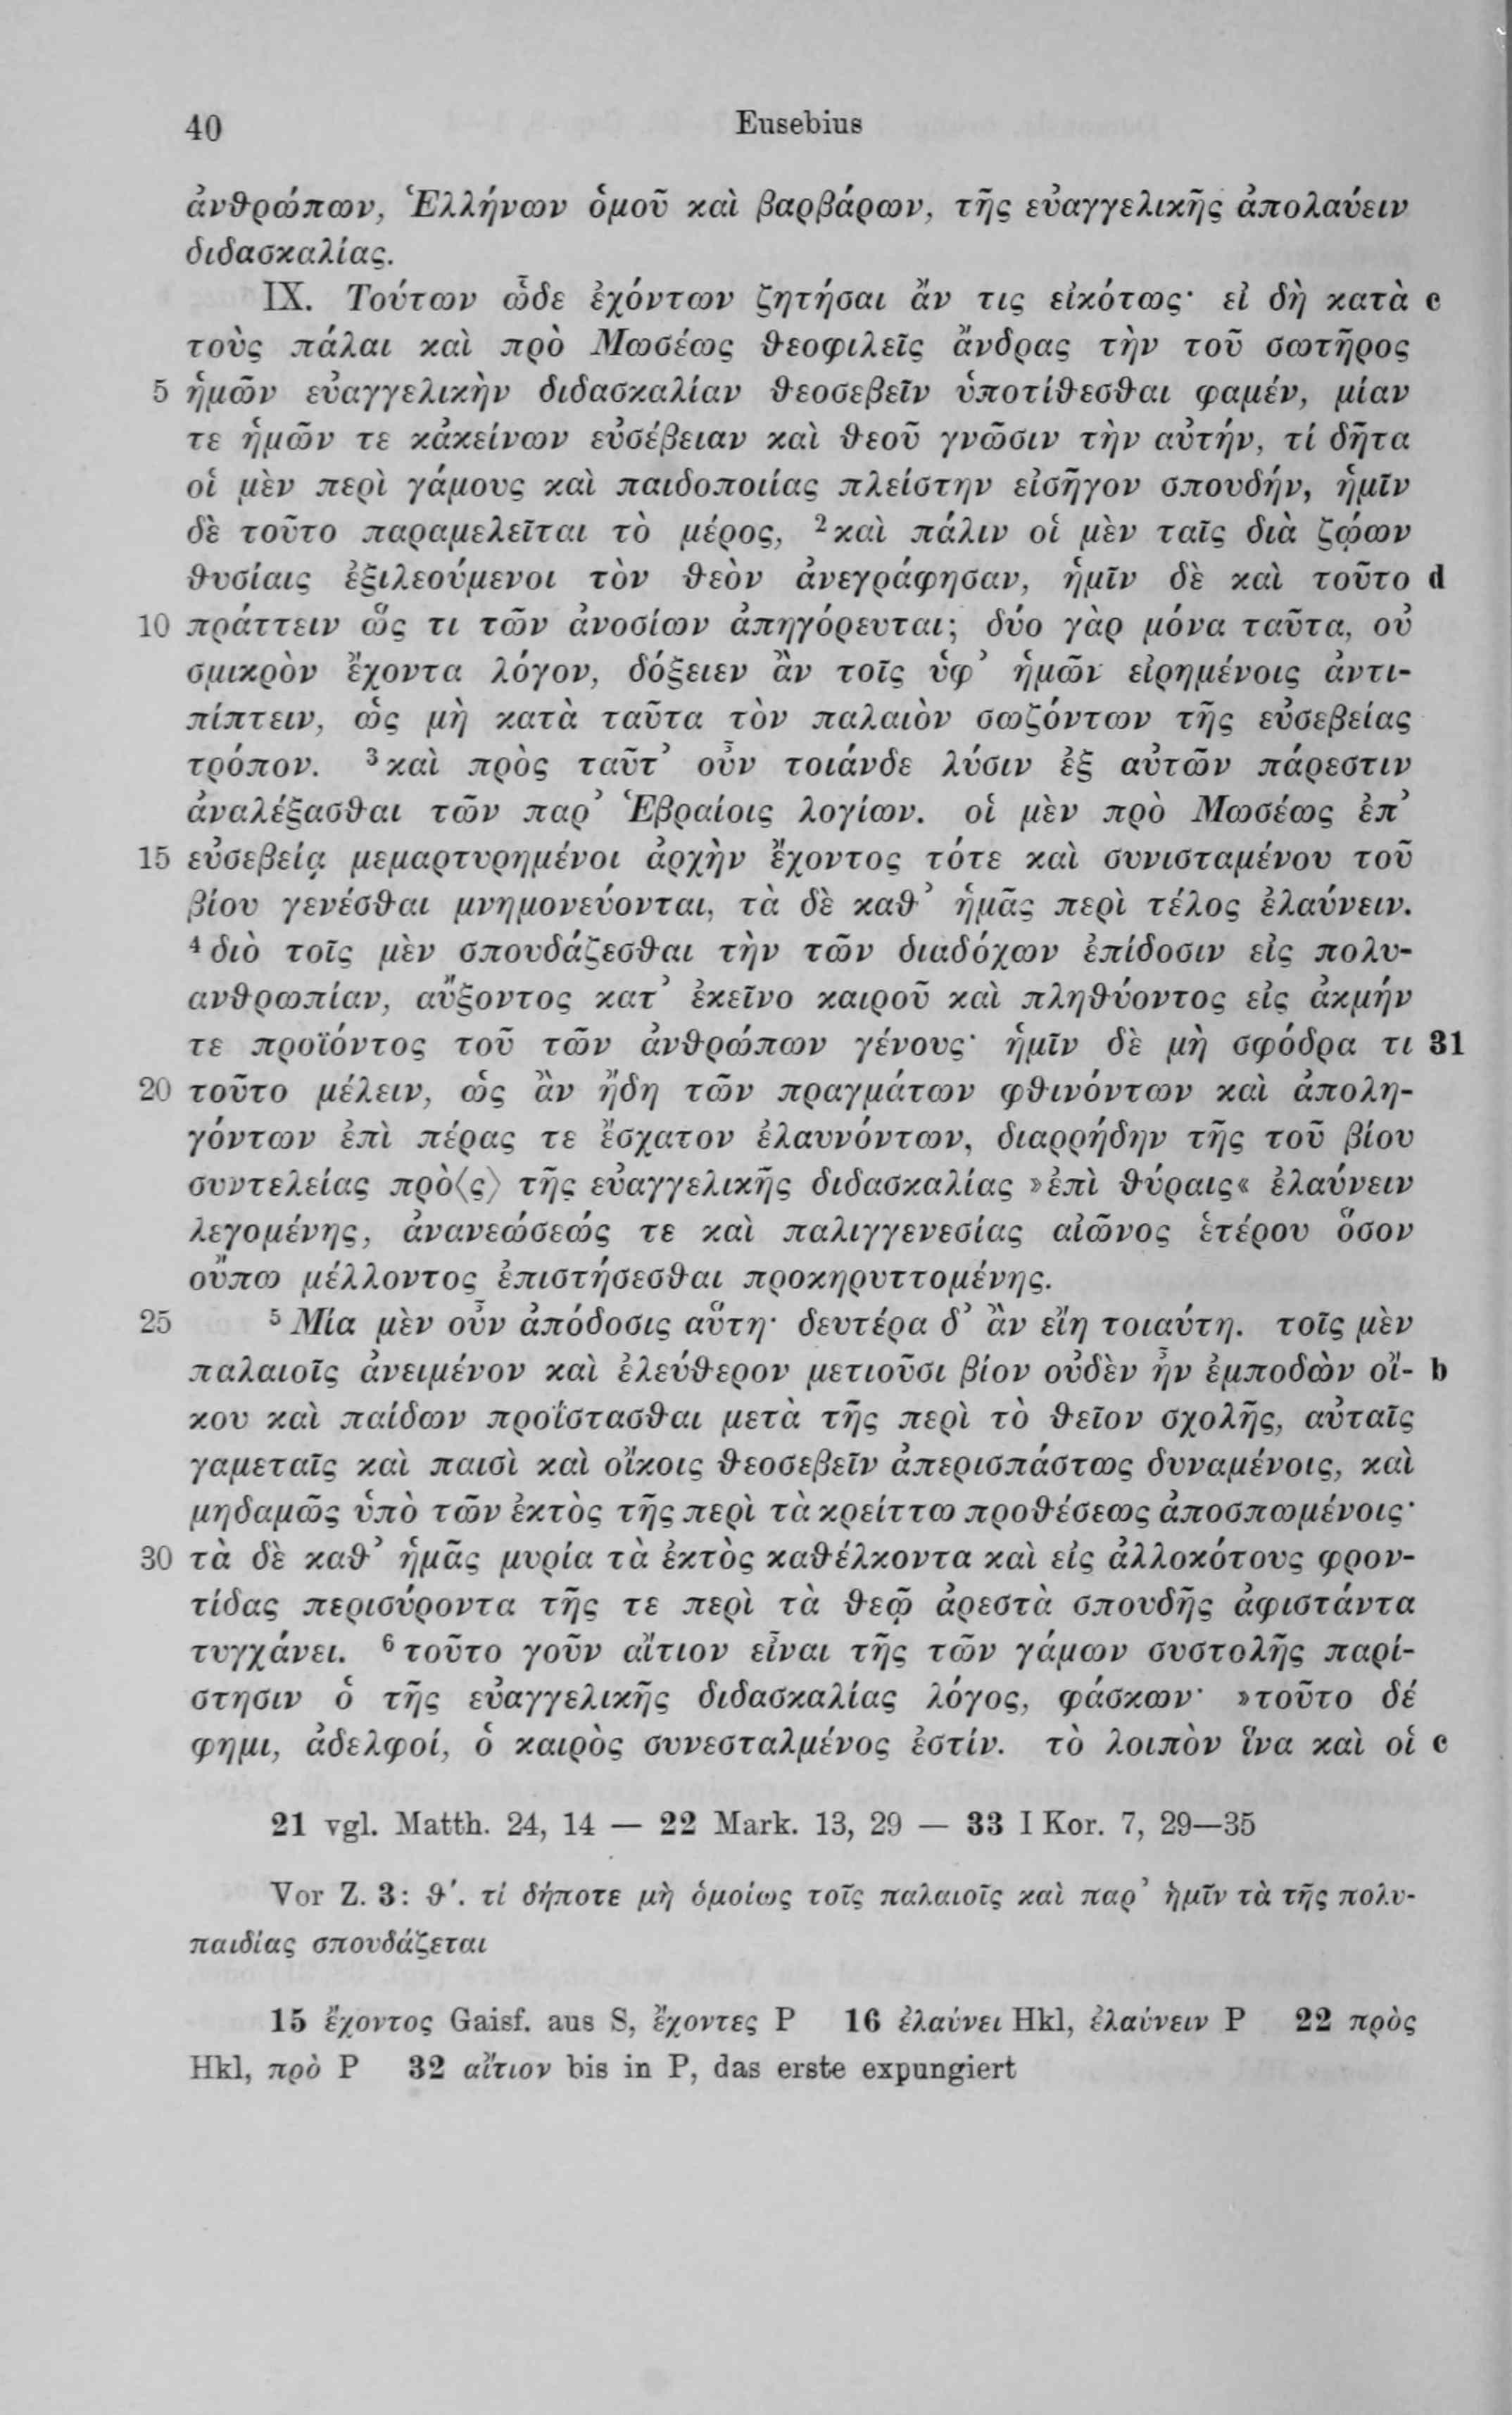 40 Eusebius
ἀνθρώπων, Ἑλλήνων ὁμοῦ καὶ βαρβάρων, τῆς εὐαγγελικῆς ἀπολαύειν
διδασκαλίας.
IX. Τούτων ὧδε ἐχόντων ζητήσαι ἄν τις εἰκότως· εἰ δὴ κατὰ c
τοὺς πάλαι καὶ πρὸ Μωσέως θεοφιλεῖς ἄνδρας τὴν τοῦ σωτῆρος
5 ἡμῶν εὐαγγελικὴν διδασκαλίαν θεοσεβεῖν ὑποτίθεσθαι φαμέν, μίαν
τε ἡμῶν τε κἀκείνων εὐσέβειαν καὶ θεοῦ γνῶσιν τὴν αὐτήν, τί δῆτα
οἱ μὲν περὶ γάμους καὶ παιδοποιίας πλείστην εἰσῆγον σπουδήν, ἡμῖν
δὲ τοῦτο παραμελεῖται τὸ μέρος, ²καὶ πάλιν οἱ μὲν ταῖς διὰ ζῴων
θυσίαις ἐξιλεούμενοι τὸν θεὸν ἀνεγράφησαν, ἡμῖν δὲ καὶ τοῦτο d
10 πράττειν ὥς τι τῶν ἀνοσίων ἀπηγόρευται; δύο γὰρ μόνα ταῦτα, οὐ
σμικρὸν ἔχοντα λόγον, δόξειεν ἂν τοῖς ὑφ’ ἡμῶν εἰρημένοις ἀντι-
πίπτειν, ὡς μὴ κατὰ ταῦτα τὸν παλαιὸν σωζόντων τῆς εὐσεβείας
τρόπον. ³καὶ πρὸς ταῦτ’ οὖν τοιάνδε λύσιν ἐξ αὐτῶν πάρεστιν
ἀναλέξασθαι τῶν παρ’ Ἑβραίοις λογίων. οἱ μὲν πρὸ Μωσέως ἐπ’
15 εὐσεβείᾳ μεμαρτυρημένοι ἀρχὴν ἔχοντος τότε καὶ συνισταμένου τοῦ
βίου γενέσθαι μνημονεύονται, τὰ δὲ καθ’ ἡμᾶς περὶ τέλος ἐλαύνειν.
⁴ διὸ τοῖς μὲν σπουδάζεσθαι τὴν τῶν διαδόχων ἐπίδοσιν εἰς πολυ-
ανθρωπίαν, αὔξοντος κατ’ ἐκεῖνο καιροῦ καὶ πληθύοντος εἰς ἀκμήν
τε προϊόντος τοῦ τῶν ἀνθρώπων γένους· ἡμῖν δὲ μὴ σφόδρα τι 31
20 τοῦτο μέλειν, ὡς ἂν ἤδη τῶν πραγμάτων φθινόντων καὶ ἀπολη-
γόντων ἐπὶ πέρας τε ἔσχατον ἐλαυνόντων, διαρρήδην τῆς τοῦ βίου
συντελείας πρὸ⟨ς⟩ τῆς εὐαγγελικῆς διδασκαλίας »ἐπὶ θύραις« ἐλαύνειν
λεγομένης, ἀνανεώσεώς τε καὶ παλιγγενεσίας αἰῶνος ἑτέρου ὅσον
οὔπω μέλλοντος ἐπιστήσεσθαι προκηρυττομένης.
25 ⁵ Μία μὲν οὖν ἀπόδοσις αὕτη· δευτέρα δ’ ἂν εἴη τοιαύτη. τοῖς μὲν
παλαιοῖς ἀνειμένον καὶ ἐλεύθερον μετιοῦσι βίον οὐδὲν ἦν ἐμποδὼν οἴ- b
κου καὶ παίδων προΐστασθαι μετὰ τῆς περὶ τὸ θεῖον σχολῆς, αὐταῖς
γαμεταῖς καὶ παισὶ καὶ οἴκοις θεοσεβεῖν ἀπερισπάστως δυναμένοις, καὶ
μηδαμῶς ὑπὸ τῶν ἐκτὸς τῆς περὶ τὰ κρείττω προθέσεως ἀποσπωμένοις·
30 τὰ δὲ καθ’ ἡμᾶς μυρία τὰ ἐκτὸς καθέλκοντα καὶ εἰς ἀλλοκότους φρον-
τίδας περισύροντα τῆς τε περὶ τὰ θεῷ ἀρεστὰ σπουδῆς ἀφιστάντα
τυγχάνει. ⁶ τοῦτο γοῦν αἴτιον εἶναι τῆς τῶν γάμων συστολῆς παρί-
στησιν ὁ τῆς εὐαγγελικῆς διδασκαλίας λόγος, φάσκων· »τοῦτο δέ
φημι, ἀδελφοί, ὁ καιρὸς συνεσταλμένος ἐστίν. τὸ λοιπὸν ἵνα καὶ οἱ c
21 vgl. Matth. 24, 14 — 22 Mark. 13, 29 — 33 I Kor. 7, 29—35
Vor Z. 3: θ′. τί δήποτε μὴ ὁμοίως τοῖς παλαιοῖς καὶ παρ’ ἡμῖν τὰ τῆς πολυ-
παιδίας σπουδάζεται
15 ἔχοντος Gaisf. aus S, ἔχοντες P 16 ἐλαύνει Hkl, ἐλαύνειν P 22 πρὸς
Hkl, πρὸ P 32 αἴτιον bis in P, das erste expungiert